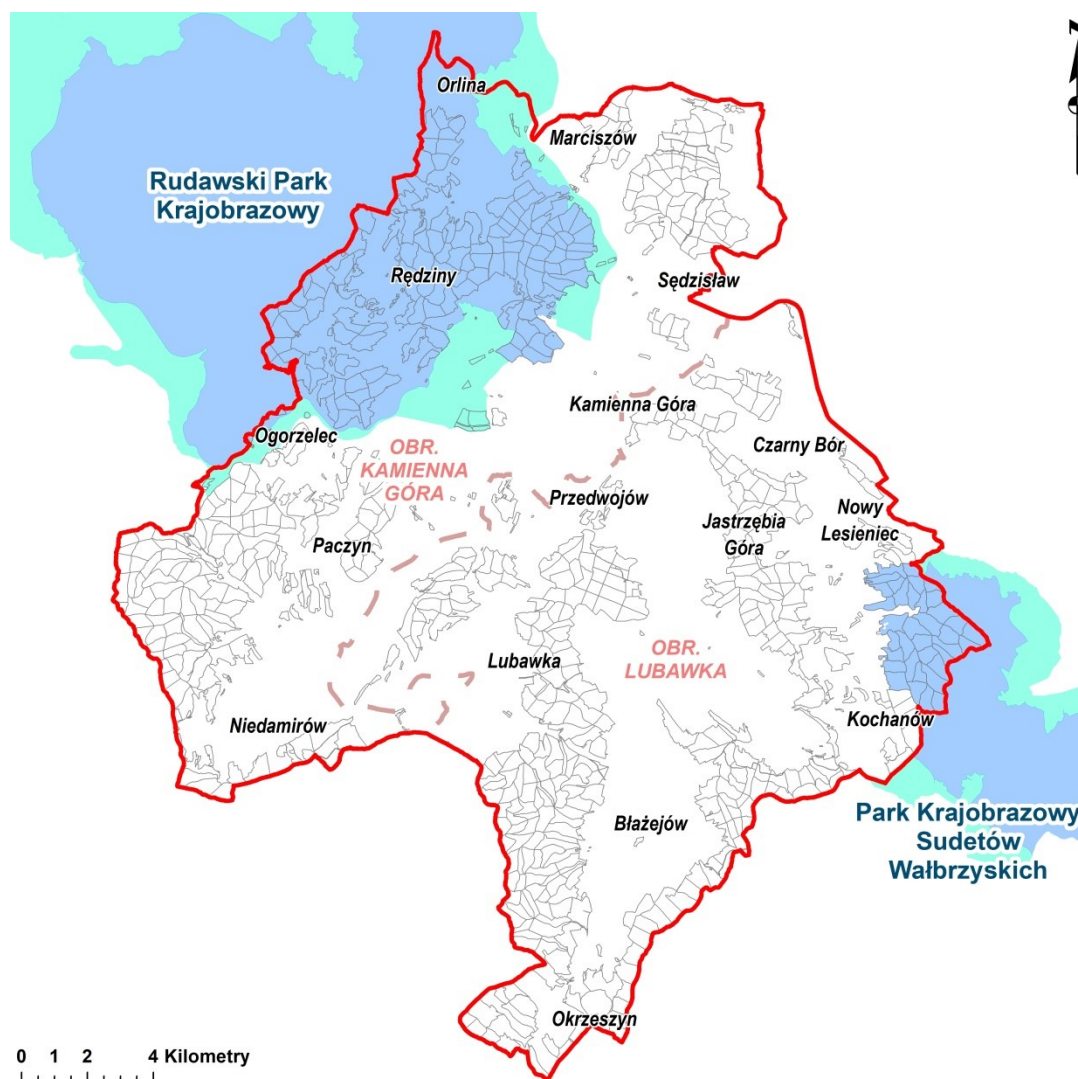 Orlina
Marciszów
Rudawski Park
Krajobrazowy
Rędziny
Sędzisław
Kamienna Góra
Ogorzelec
OBR.
KAMIENNA
GÓRA
Czarny Bór
Przedwojów
Nowy
Lesieniec
Jastrzębia
Góra
Paczyn
OBR.
LUBAWKA
Lubawka
Niedamirów
Kochanów
Błażejów
Park Krajobrazowy
Sudetów
Wałbrzyskich
Okrzeszyn
0 1 2 4 Kilometry